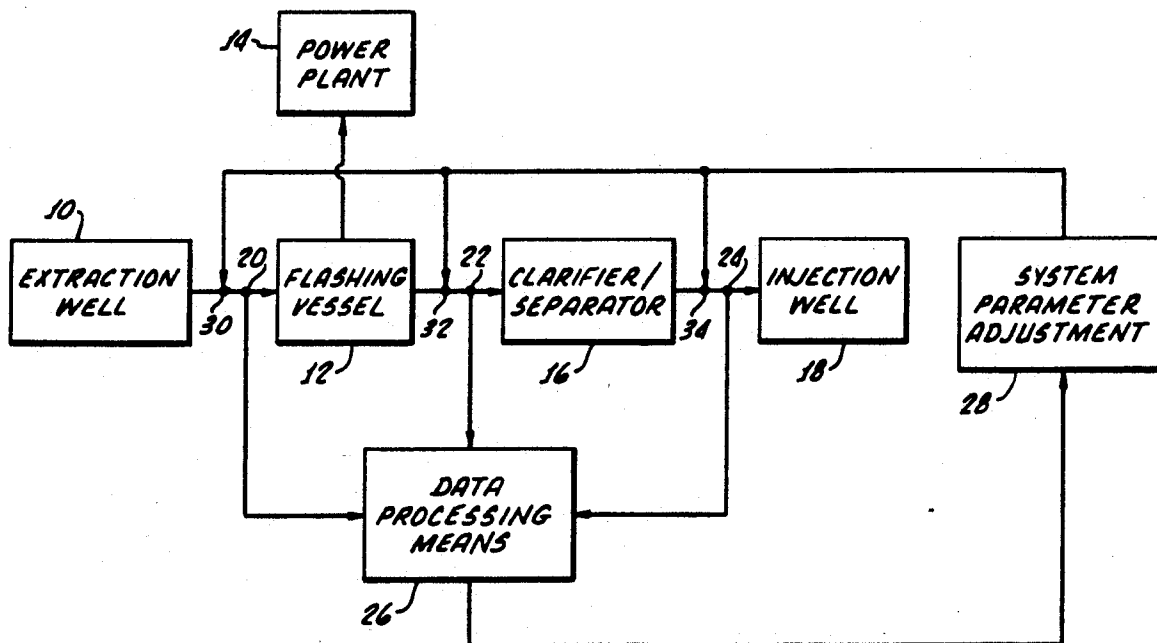 14
POWER
PLANT
10
EXTRACTION
WELL
30
20
FLASHING
VESSEL
12
32
22
CLARIFIER/
SEPARATOR
16
34
24
INJECTION
WELL
18
SYSTEM
PARAMETER
ADJUSTMENT
28
DATA
PROCESSING
MEANS
26